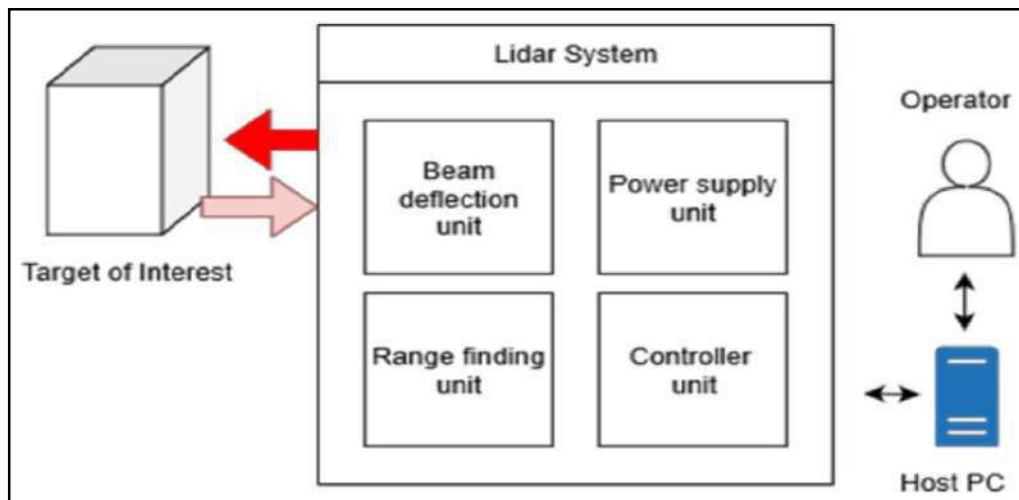 Lidar System
Operator
Beam
deflection
unit
Power supply
unit
Target of Interest
Range finding
unit
Controller
unit
Host PC